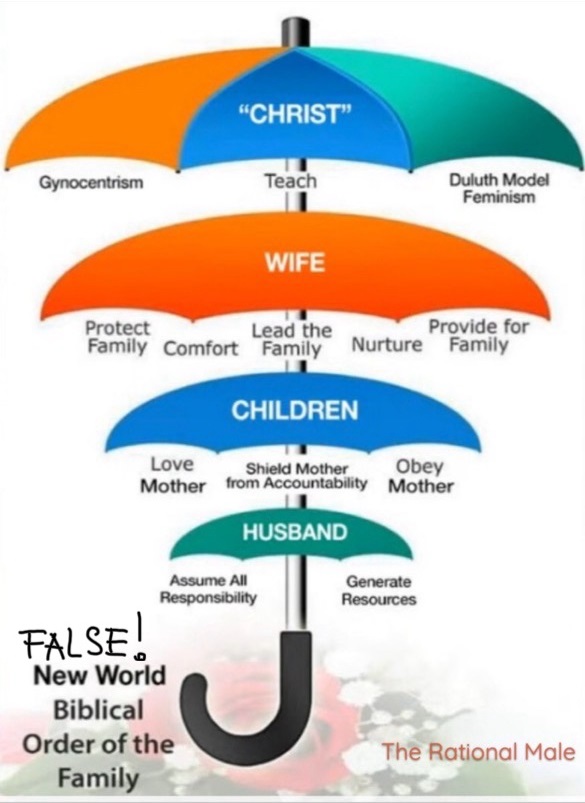 “CHRIST”
Gynocentrism
Teach
Duluth Model
Feminism
WIFE
Protect
Family
Comfort
Lead the
Family
Nurture
Provide for
Family
CHILDREN
Love
Mother
Shield Mother
from Accountability
Obey
Mother
HUSBAND
Assume All
Responsibility
Generate
Resources
FALSE!
New World
Biblical
Order of the
Family
The Rational Male